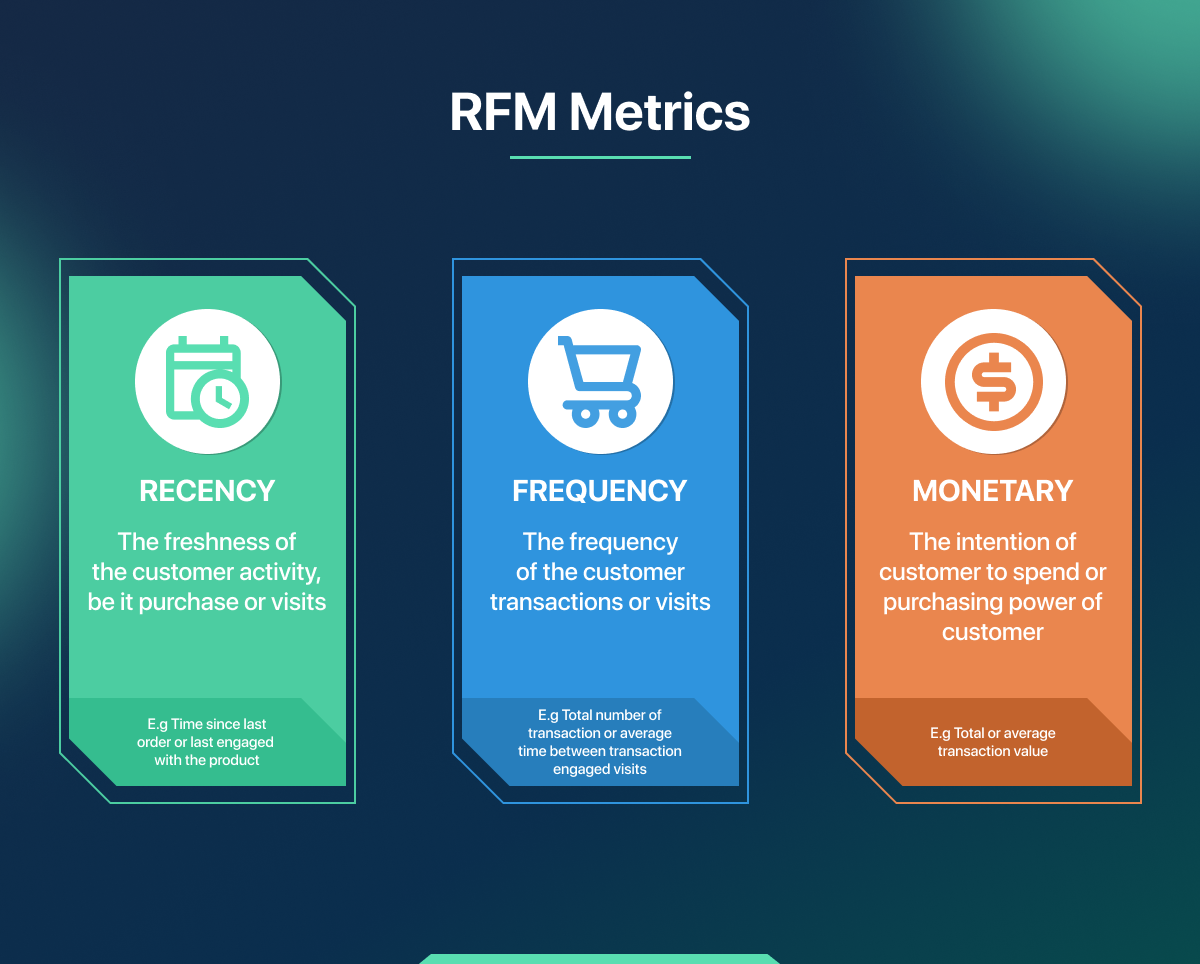 RFM Metrics
RECENCY
The freshness of
the customer activity,
be it purchase or visits
E.g Time since last
order or last engaged
with the product
FREQUENCY
The frequency
of the customer
transactions or visits
E.g Total number of
transaction or average
time between transaction
engaged visits
MONETARY
The intention of
customer to spend or
purchasing power of
customer
E.g Total or average
transaction value